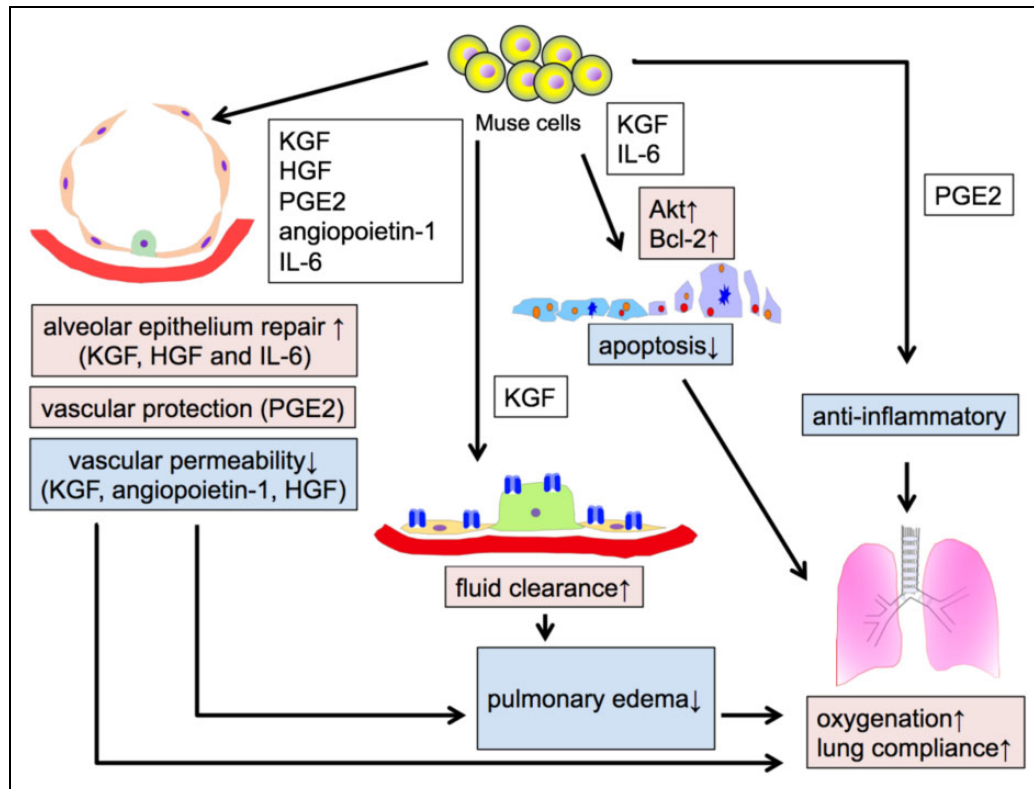 Muse cells
KGF
HGF
PGE2
angiopoietin-1
IL-6
KGF
IL-6
Akt↑
Bcl-2↑
apoptosis↓
PGE2
alveolar epithelium repair ↑
(KGF, HGF and IL-6)
vascular protection (PGE2)
vascular permeability↓
(KGF, angiopoietin-1, HGF)
KGF
anti-inflammatory
fluid clearance↑
pulmonary edema↓
oxygenation↑
lung compliance↑